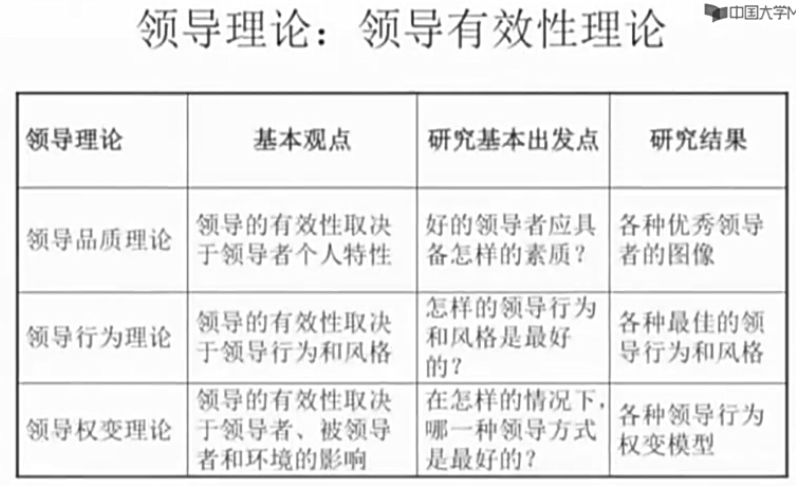 中国大学M
领导理论：领导有效性理论
领导理论
基本观点
研究基本出发点
研究结果
领导品质理论
领导的有效性取决
于领导者个人特性
好的领导者应具
备怎样的素质？
各种优秀领导
者的图像
领导行为理论
领导的有效性取决
于领导行为和风格
怎样的领导行为
和风格是最好
的？
各种最佳的领
导行为和风格
领导权变理论
领导的有效性取决
于领导者、被领导
者和环境的影响
在怎样的情况下，
哪一种领导方式
是最好的？
各种领导行为
权变模型